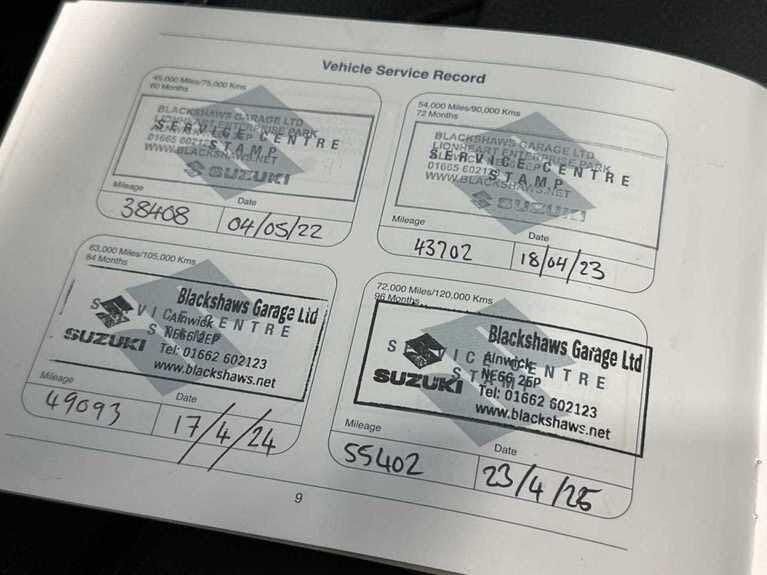 Vehicle Service Record
45,000 Miles/75,000 Kms
60 Months
BLACKSHAWS GARAGE LTD
LIONHEART ENTERPRISE PARK
SERVICE CENTRE
STAMP
WWW.BLACKSHAWS.NET
SUZUKI
Mileage
Date
38408
04/05/22
54,000 Miles/90,000 Kms
72 Months
BLACKSHAWS GARAGE LTD
LIONHEART ENTERPRISE PARK
SERVICE CENTRE
STAMP
WWW.BLACKSHAWS.NET
SUZUKI
Mileage
Date
43702
18/04/23
63,000 Miles/105,000 Kms
84 Months
Blackshaws Garage Ltd
Alnwick
CENTRE
NE66 2EP
SUZUKI
Tel: 01662 602123
www.blackshaws.net
Mileage
Date
49093
17/4/24
72,000 Miles/120,000 Kms
96 Months
Blackshaws Garage Ltd
Alnwick
CENTRE
NE66 2EP
SUZUKI
Tel: 01662 602123
www.blackshaws.net
Mileage
Date
55402
23/4/25
9